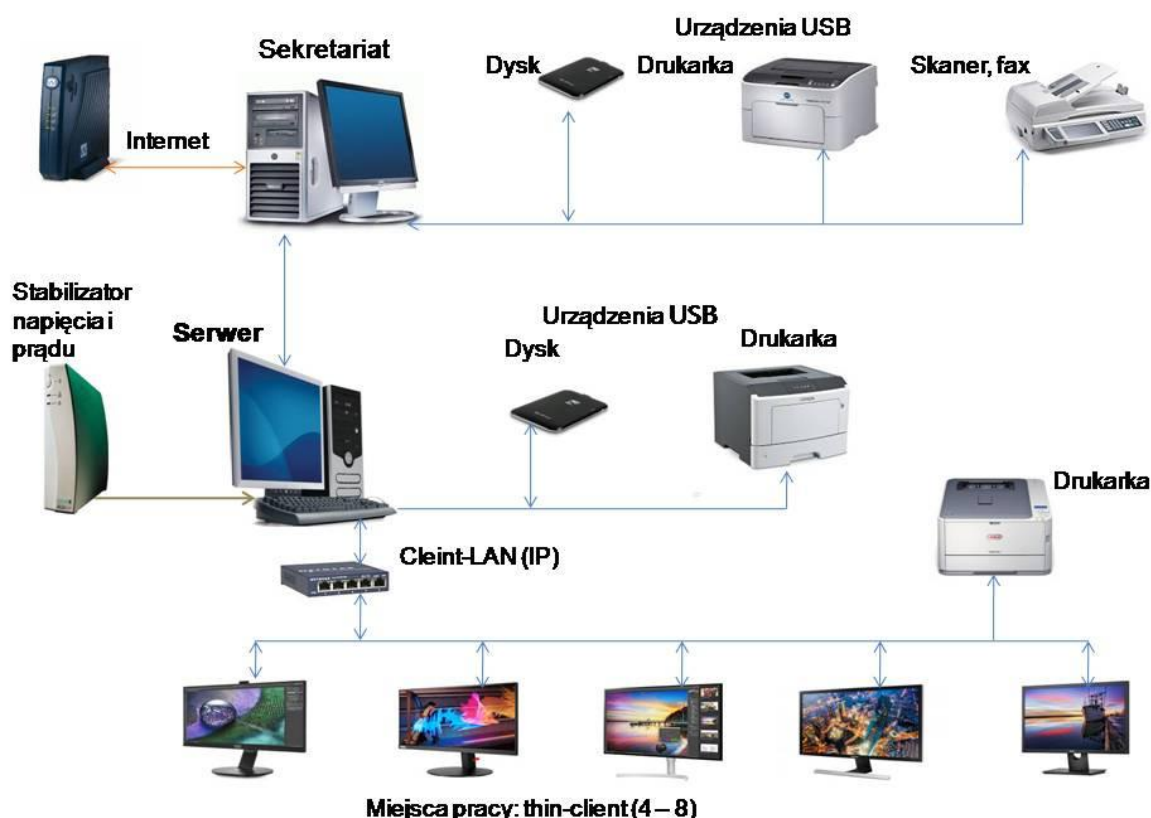 Urządzenia USB
Sekretariat
Dysk
Drukarka
Skaner, fax
Internet
Stabilizator
napięcia i
prądu
Serwer
Urządzenia USB
Dysk
Drukarka
Drukarka
Cleint-LAN (IP)
Miejsca pracy: thin-client (4 – 8)